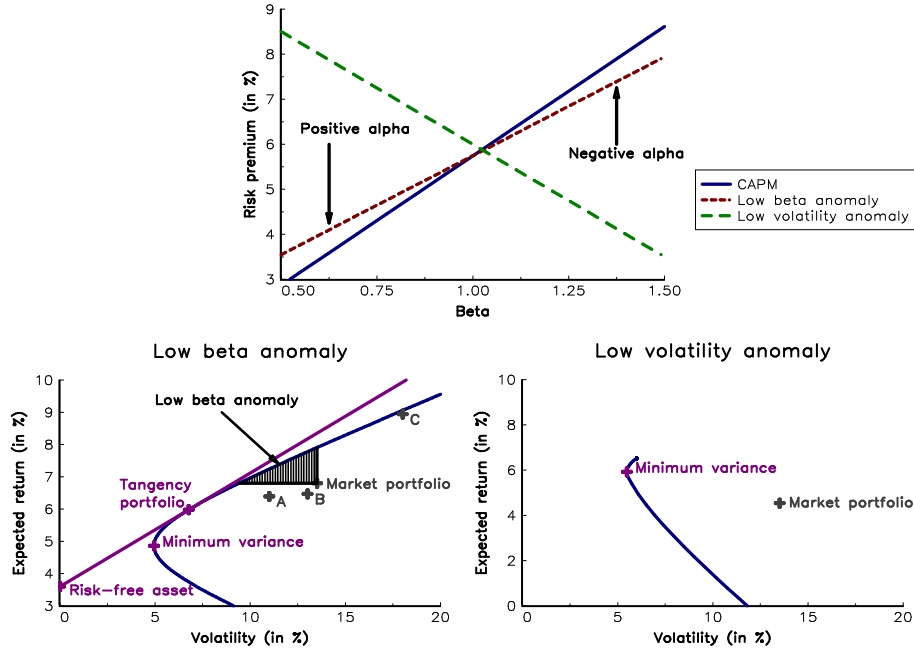 Risk premium (in %)
9
8
7
6
5
4
3
Positive alpha
Negative alpha
0.50
0.75
1.00
1.25
1.50
Beta
CAPM
Low beta anomaly
Low volatility anomaly
Low beta anomaly
Expected return (in %)
10
9
8
7
6
5
4
3
Low beta anomaly
C
Market portfolio
A
B
Tangency
portfolio
Minimum variance
Risk-free asset
0
5
10
15
20
Volatility (in %)
Low volatility anomaly
Expected return (in %)
10
8
6
4
2
0
Minimum variance
Market portfolio
0
5
10
15
20
Volatility (in %)